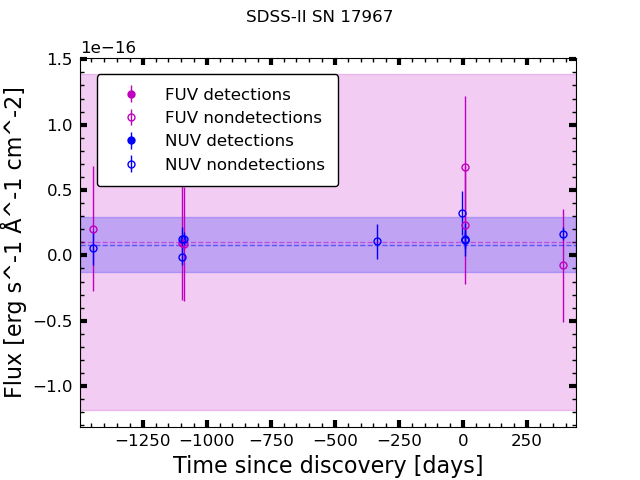 SDSS-II SN 17967
1e−16
FUV detections
FUV nondetections
NUV detections
NUV nondetections
1.5
1.0
0.5
0.0
−0.5
−1.0
Flux [erg s^-1 Å^-1 cm^-2]
−1250 −1000 −750 −500 −250 0 250
Time since discovery [days]